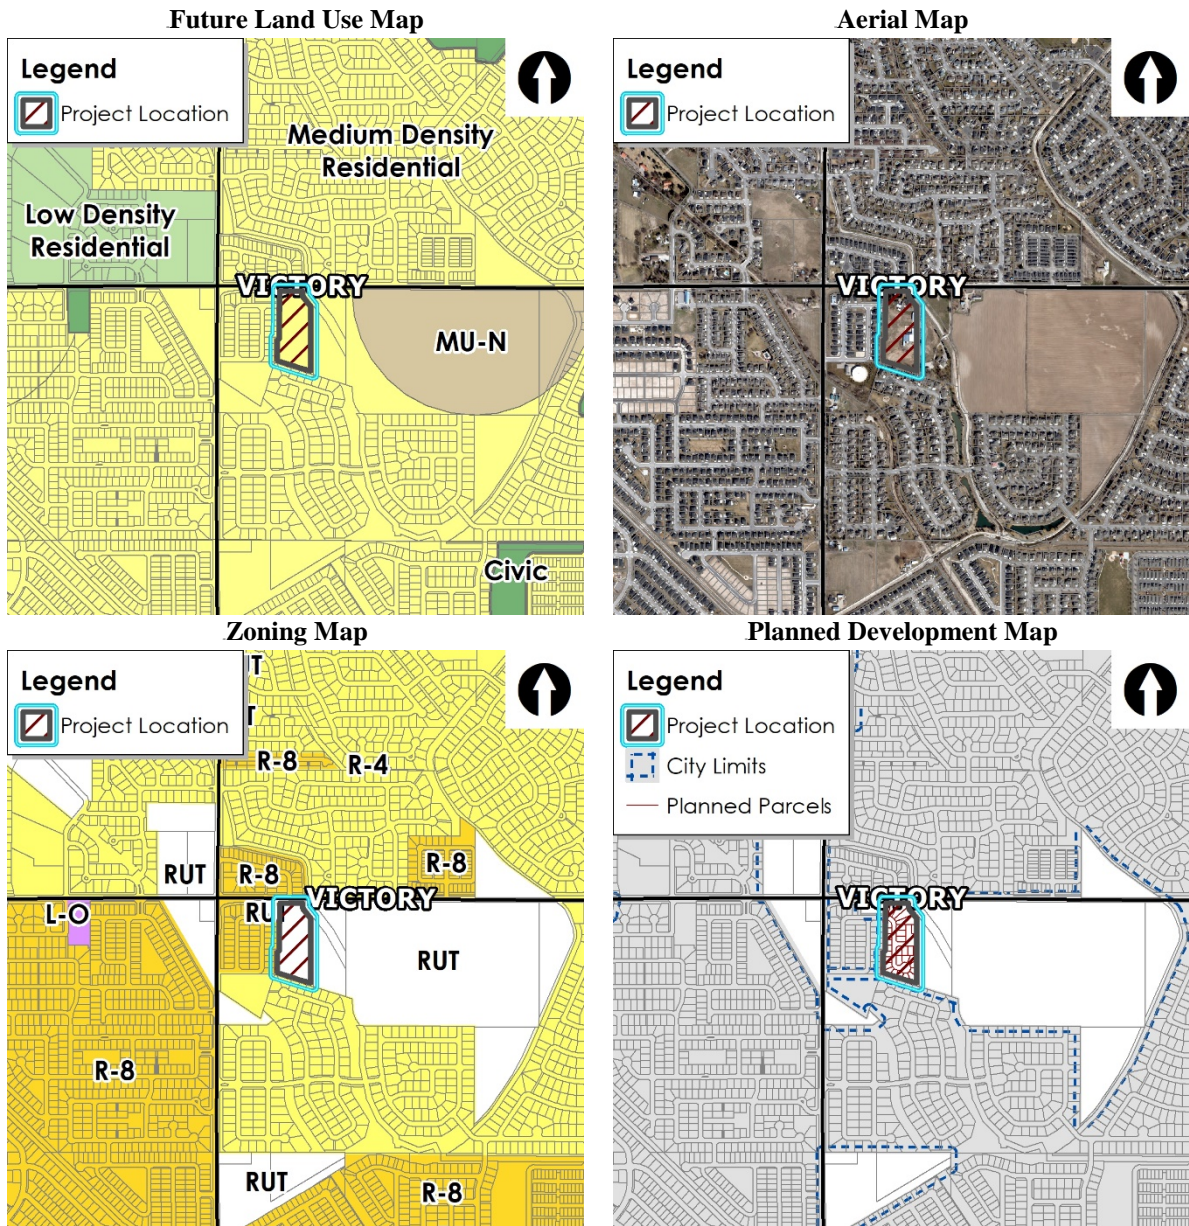 Future Land Use Map
Legend
Project Location
Medium Density
Residential
Low Density
Residential
VICTORY
MU-N
Civic
Aerial Map
Legend
Project Location
VICTORY
Zoning Map
Legend
Project Location
R-8
R-4
RUT
R-8
R-8
VICTORY
L-O
RUT
RUT
R-8
RUT
R-8
Planned Development Map
Legend
Project Location
City Limits
Planned Parcels
VICTORY